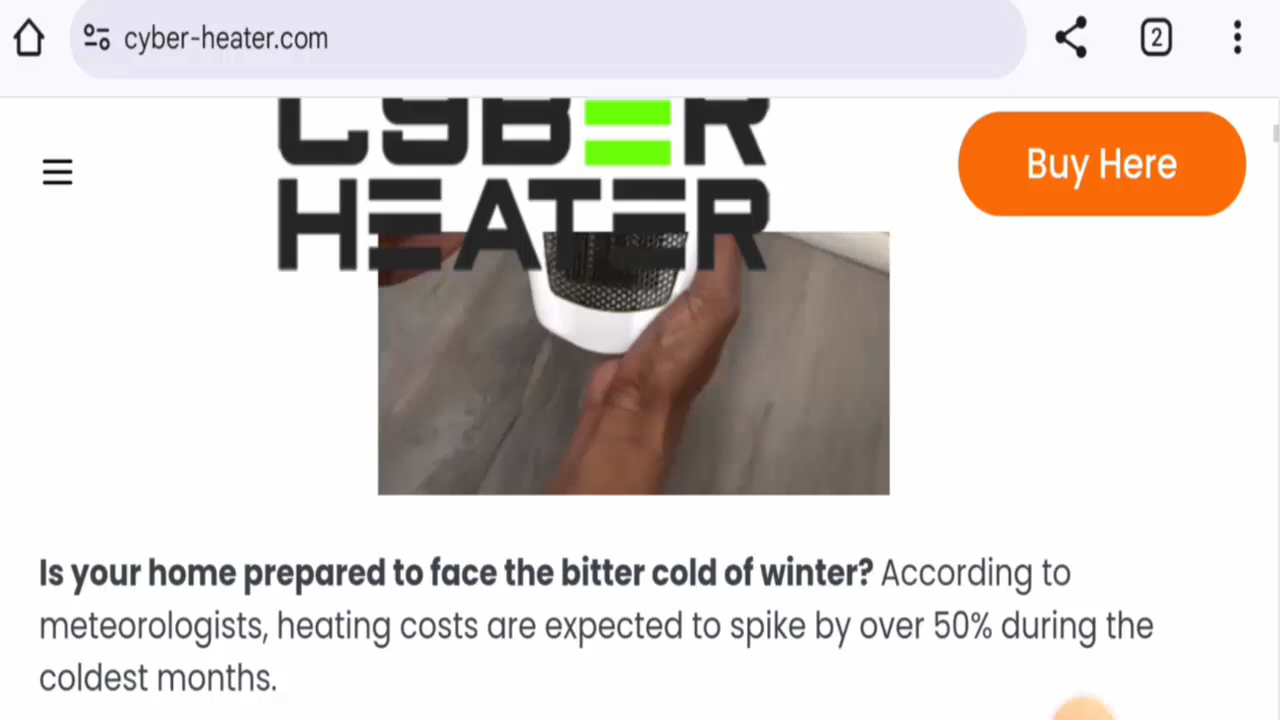 cyber-heater.com
2
CYBER
HEATER
Buy Here
Is your home prepared to face the bitter cold of winter? According to
meteorologists, heating costs are expected to spike by over 50% during the
coldest months.